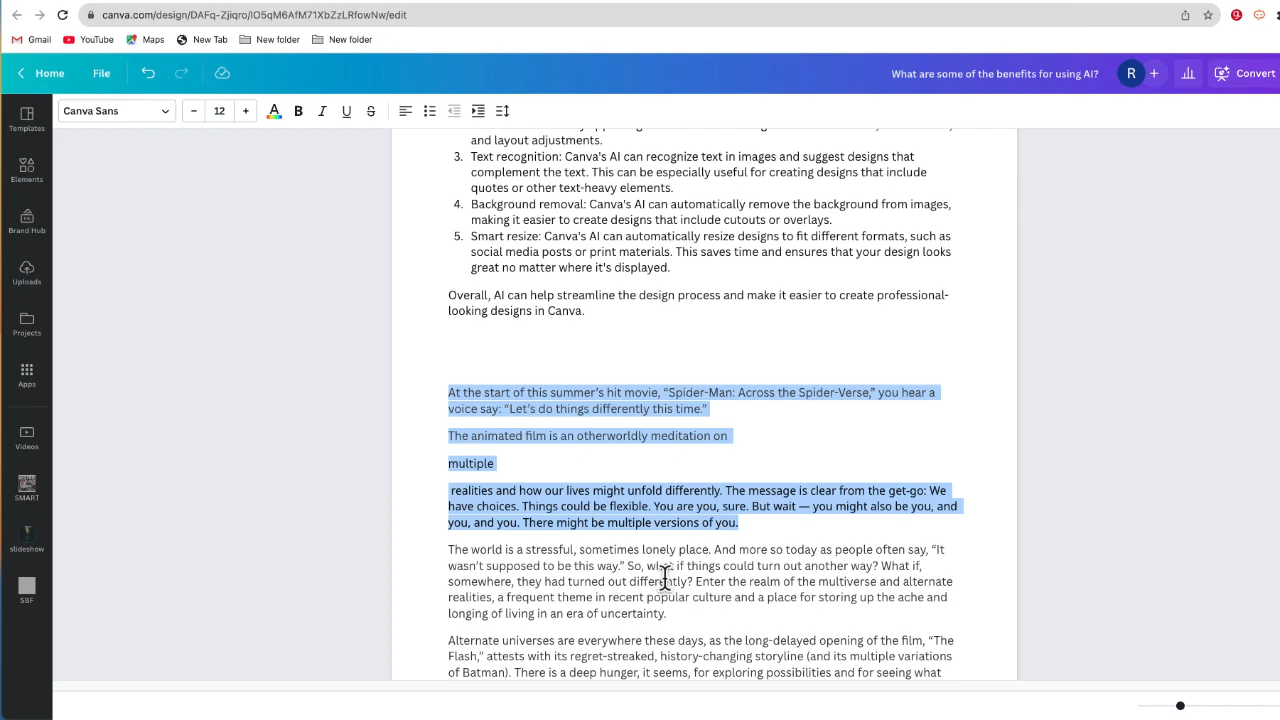 canva.com/design/DAFq-Zjiqro/IO5qM6AfM71XbZzLRfowNw/edit
Gmail YouTube Maps New Tab New folder New folder
Home File What are some of the benefits for using AI? R + Convert
Canva Sans − 12 + A B I U S
Templates
Elements
Brand Hub
Uploads
Projects
Apps
Videos
SMART
slideshow
SBF
and layout adjustments.
3. Text recognition: Canva's AI can recognize text in images and suggest designs that
complement the text. This can be especially useful for creating designs that include
quotes or other text-heavy elements.
4. Background removal: Canva's AI can automatically remove the background from images,
making it easier to create designs that include cutouts or overlays.
5. Smart resize: Canva's AI can automatically resize designs to fit different formats, such as
social media posts or print materials. This saves time and ensures that your design looks
great no matter where it's displayed.
Overall, AI can help streamline the design process and make it easier to create professional-
looking designs in Canva.
At the start of this summer’s hit movie, “Spider-Man: Across the Spider-Verse,” you hear a
voice say: “Let’s do things differently this time.”
The animated film is an otherworldly meditation on
multiple
realities and how our lives might unfold differently. The message is clear from the get-go: We
have choices. Things could be flexible. You are you, sure. But wait — you might also be you, and
you, and you. There might be multiple versions of you.
The world is a stressful, sometimes lonely place. And more so today as people often say, “It
wasn’t supposed to be this way.” So, what if things could turn out another way? What if,
somewhere, they had turned out differently? Enter the realm of the multiverse and alternate
realities, a frequent theme in recent popular culture and a place for storing up the ache and
longing of living in an era of uncertainty.
Alternate universes are everywhere these days, as the long-delayed opening of the film, “The
Flash,” attests with its regret-streaked, history-changing storyline (and its multiple variations
of Batman). There is a deep hunger, it seems, for exploring possibilities and for seeing what